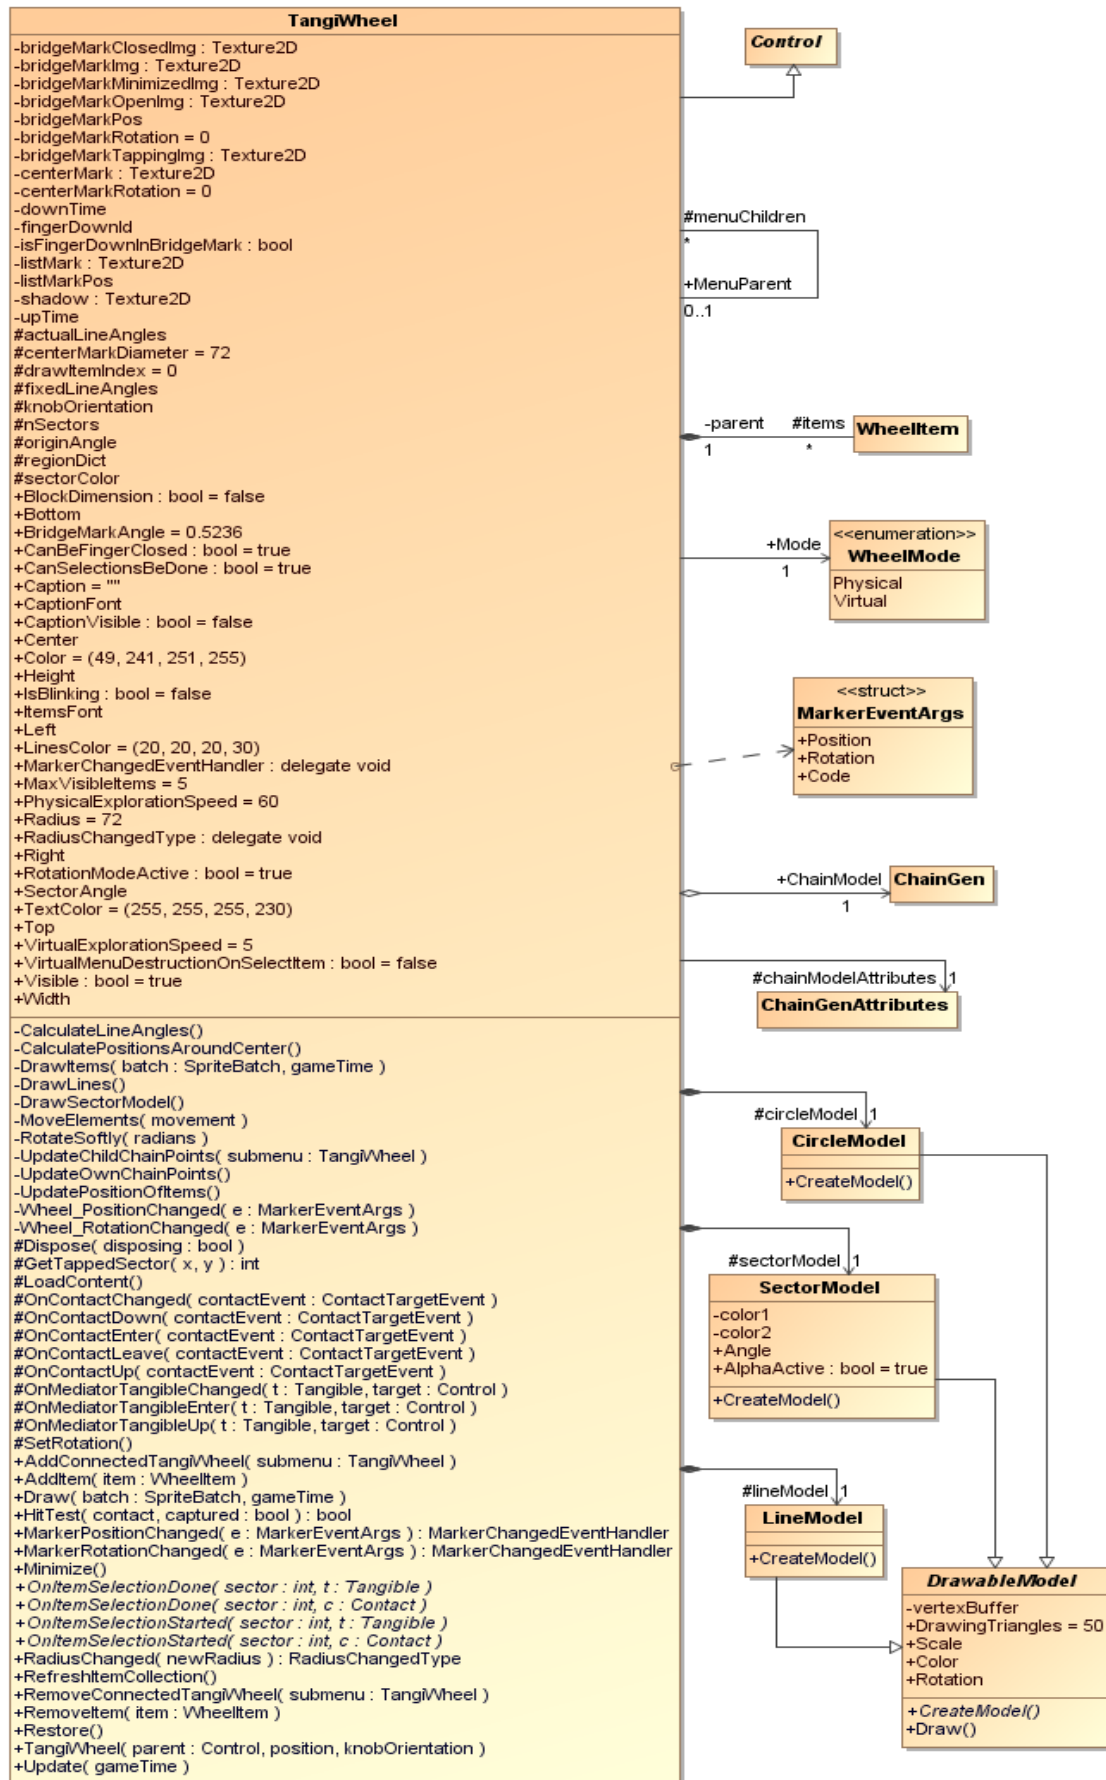 TangiWheel
-bridgeMarkClosedImg : Texture2D
-bridgeMarkImg : Texture2D
-bridgeMarkMinimizedImg : Texture2D
-bridgeMarkOpenImg : Texture2D
-bridgeMarkPos
-bridgeMarkRotation = 0
-bridgeMarkTappingImg : Texture2D
-centerMark : Texture2D
-centerMarkRotation = 0
-downTime
-fingerDownId
-isFingerDownInBridgeMark : bool
-listMark : Texture2D
-listMarkPos
-shadow : Texture2D
-upTime
#actualLineAngles
#centerMarkDiameter = 72
#drawItemIndex = 0
#fixedLineAngles
#knobOrientation
#nSectors
#originAngle
#regionDict
#sectorColor
+BlockDimension : bool = false
+Bottom
+BridgeMarkAngle = 0.5236
+CanBeFingerClosed : bool = true
+CanSelectionsBeDone : bool = true
+Caption = ""
+CaptionFont
+CaptionVisible : bool = false
+Center
+Color = (49, 241, 251, 255)
+Height
+IsBlinking : bool = false
+ItemsFont
+Left
+LinesColor = (20, 20, 20, 30)
+MarkerChangedEventHandler : delegate void
+MaxVisibleItems = 5
+PhysicalExplorationSpeed = 60
+Radius = 72
+RadiusChangedType : delegate void
+Right
+RotationModeActive : bool = true
+SectorAngle
+TextColor = (255, 255, 255, 230)
+Top
+VirtualExplorationSpeed = 5
+VirtualMenuDestructionOnSelectItem : bool = false
+Visible : bool = true
+Width
-CalculateLineAngles()
-CalculatePositionsAroundCenter()
-DrawItems( batch : SpriteBatch, gameTime )
-DrawLines()
-DrawSectorModel()
-MoveElements( movement )
-RotateSoftly( radians )
-UpdateChildChainPoints( submenu : TangiWheel )
-UpdateOwnChainPoints()
-UpdatePositionOfItems()
-Wheel_PositionChanged( e : MarkerEventArgs )
-Wheel_RotationChanged( e : MarkerEventArgs )
#Dispose( disposing : bool )
#GetTappedSector( x, y ) : int
#LoadContent()
#OnContactChanged( contactEvent : ContactTargetEvent )
#OnContactDown( contactEvent : ContactTargetEvent )
#OnContactEnter( contactEvent : ContactTargetEvent )
#OnContactLeave( contactEvent : ContactTargetEvent )
#OnContactUp( contactEvent : ContactTargetEvent )
#OnMediatorTangibleChanged( t : Tangible, target : Control )
#OnMediatorTangibleEnter( t : Tangible, target : Control )
#OnMediatorTangibleUp( t : Tangible, target : Control )
#SetRotation()
+AddConnectedTangiWheel( submenu : TangiWheel )
+AddItem( item : WheelItem )
+Draw( batch : SpriteBatch, gameTime )
+HitTest( contact, captured : bool ) : bool
+MarkerPositionChanged( e : MarkerEventArgs ) : MarkerChangedEventHandler
+MarkerRotationChanged( e : MarkerEventArgs ) : MarkerChangedEventHandler
+Minimize()
+OnItemSelectionDone( sector : int, t : Tangible )
+OnItemSelectionDone( sector : int, c : Contact )
+OnItemSelectionStarted( sector : int, t : Tangible )
+OnItemSelectionStarted( sector : int, c : Contact )
+RadiusChanged( newRadius ) : RadiusChangedType
+RefreshItemCollection()
+RemoveConnectedTangiWheel( submenu : TangiWheel )
+RemoveItem( item : WheelItem )
+Restore()
+TangiWheel( parent : Control, position, knobOrientation )
+Update( gameTime )
Control
#menuChildren
*
+MenuParent
0..1
-parent #items
1 *
WheelItem
+Mode
1
<<enumeration>>
WheelMode
Physical
Virtual
<<struct>>
MarkerEventArgs
+Position
+Rotation
+Code
+ChainModel
1
ChainGen
#chainModelAttributes 1
ChainGenAttributes
#circleModel 1
CircleModel
+CreateModel()
#sectorModel 1
SectorModel
-color1
-color2
+Angle
+AlphaActive : bool = true
+CreateModel()
#lineModel 1
LineModel
+CreateModel()
DrawableModel
-vertexBuffer
+DrawingTriangles = 50
+Scale
+Color
+Rotation
+CreateModel()
+Draw()